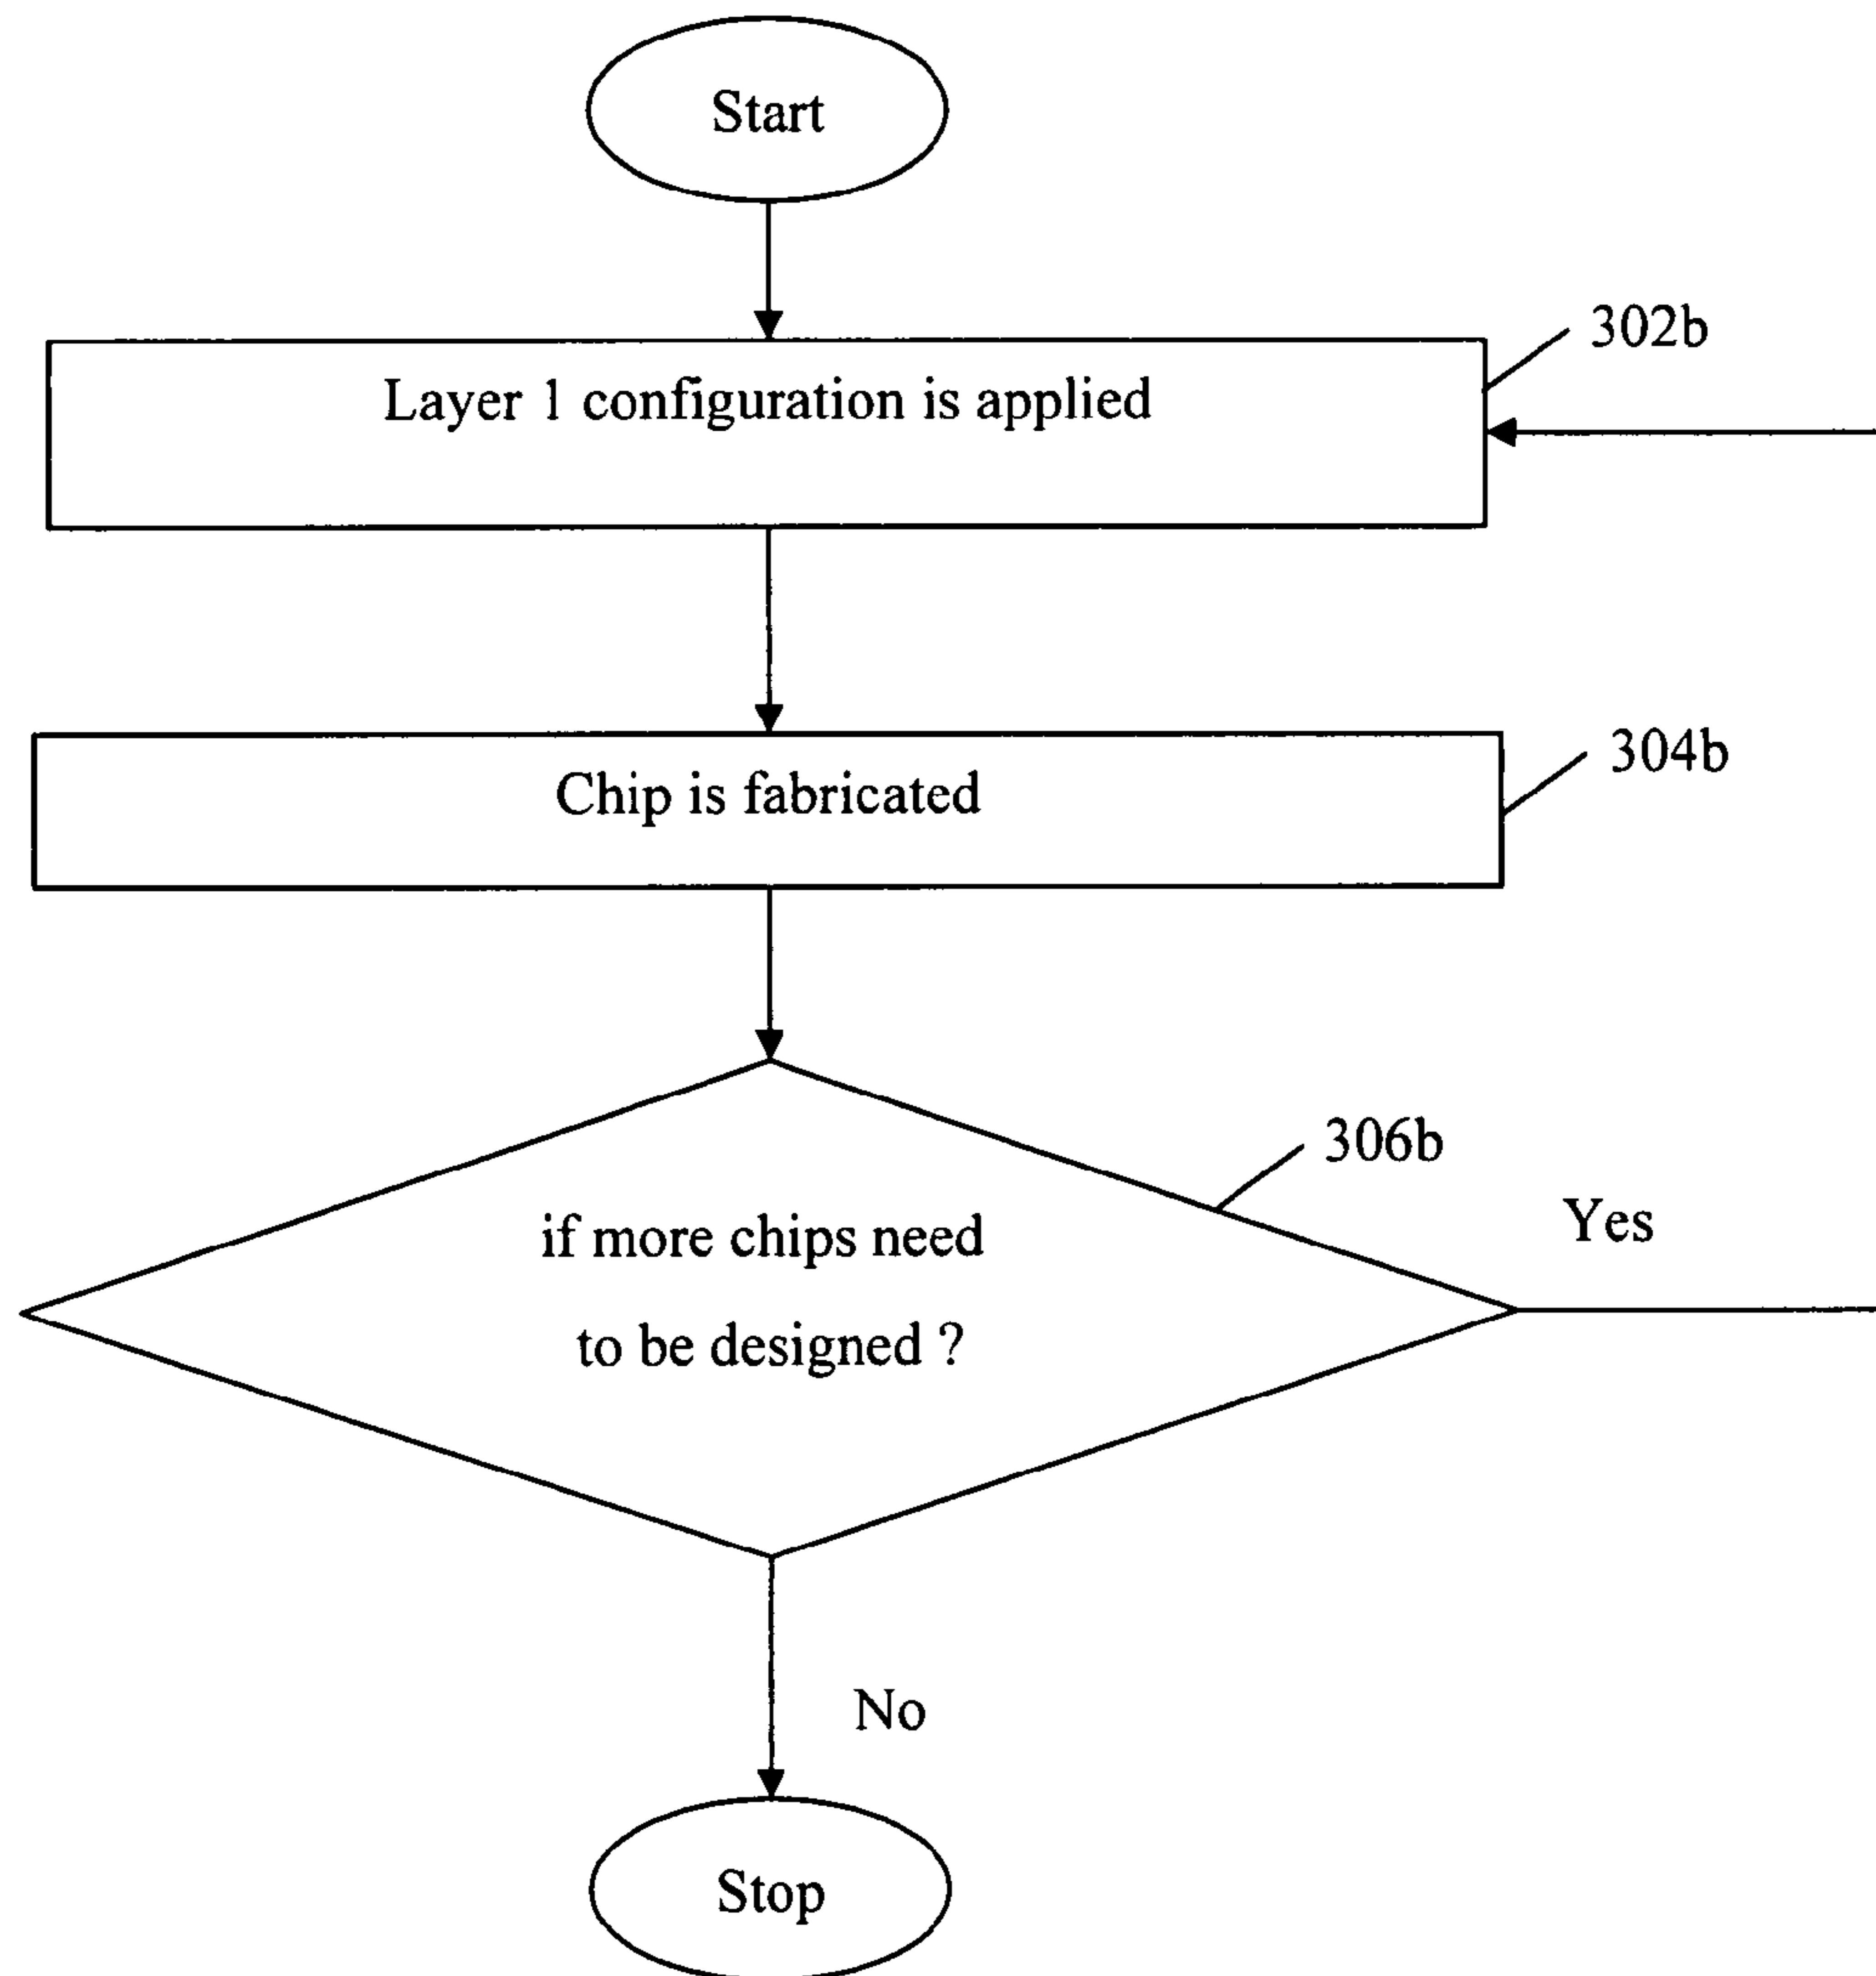 Start
302b
Layer 1 configuration is applied
304b
Chip is fabricated
306b
Yes
if more chips need
to be designed ?
No
Stop